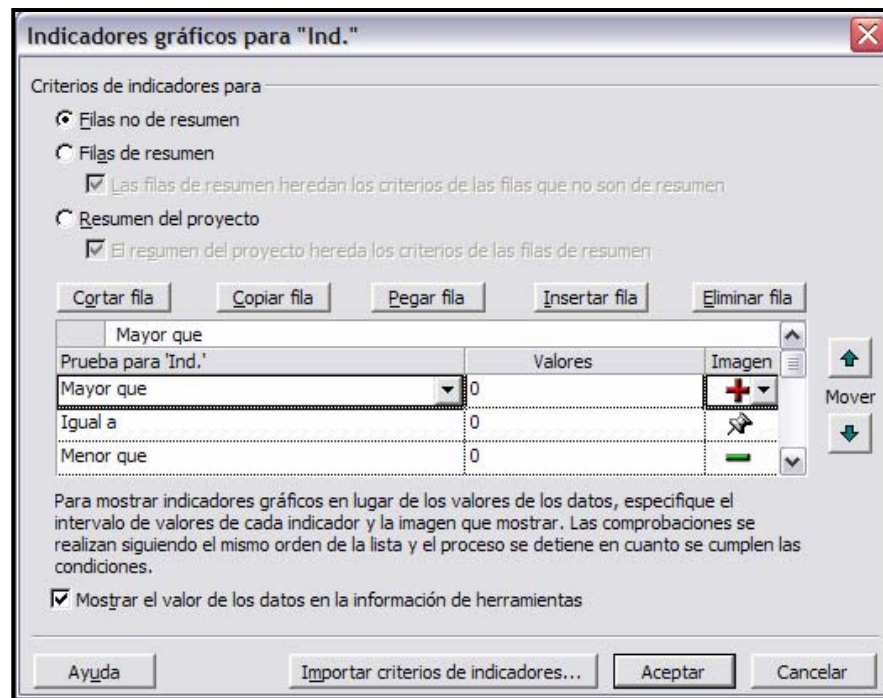 Indicadores gráficos para "Ind."
Criterios de indicadores para
Filas no de resumen
Filas de resumen
Las filas de resumen heredan los criterios de las filas que no son de resumen
Resumen del proyecto
El resumen del proyecto hereda los criterios de las filas de resumen
Cortar fila Copiar fila Pegar fila Insertar fila Eliminar fila
Mayor que
Prueba para 'Ind.' Valores Imagen
Mayor que 0
Mover
Igual a 0
Menor que 0
Para mostrar indicadores gráficos en lugar de los valores de los datos, especifique el
intervalo de valores de cada indicador y la imagen que mostrar. Las comprobaciones se
realizan siguiendo el mismo orden de la lista y el proceso se detiene en cuanto se cumplen las
condiciones.
Mostrar el valor de los datos en la información de herramientas
Ayuda Importar criterios de indicadores... Aceptar Cancelar